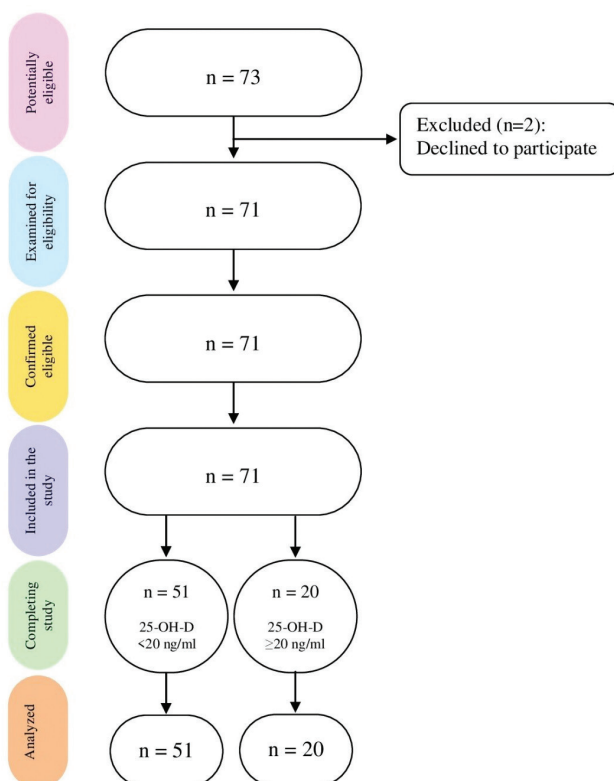 Potentially
eligible
n = 73
Excluded (n=2):
Declined to participate
Examined for
eligibility
n = 71
Confirmed
eligible
n = 71
Included in the
study
n = 71
Completing
study
n = 51
25-OH-D
<20 ng/ml
n = 20
25-OH-D
≥20 ng/ml
Analyzed
n = 51
n = 20